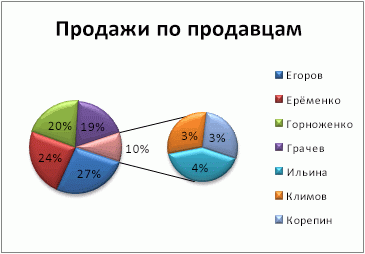 Продажи по продавцам
20%
19%
10%
24%
27%
3%
3%
4%
Егоров
Ерёменко
Горноженко
Грачев
Ильина
Климов
Корепин